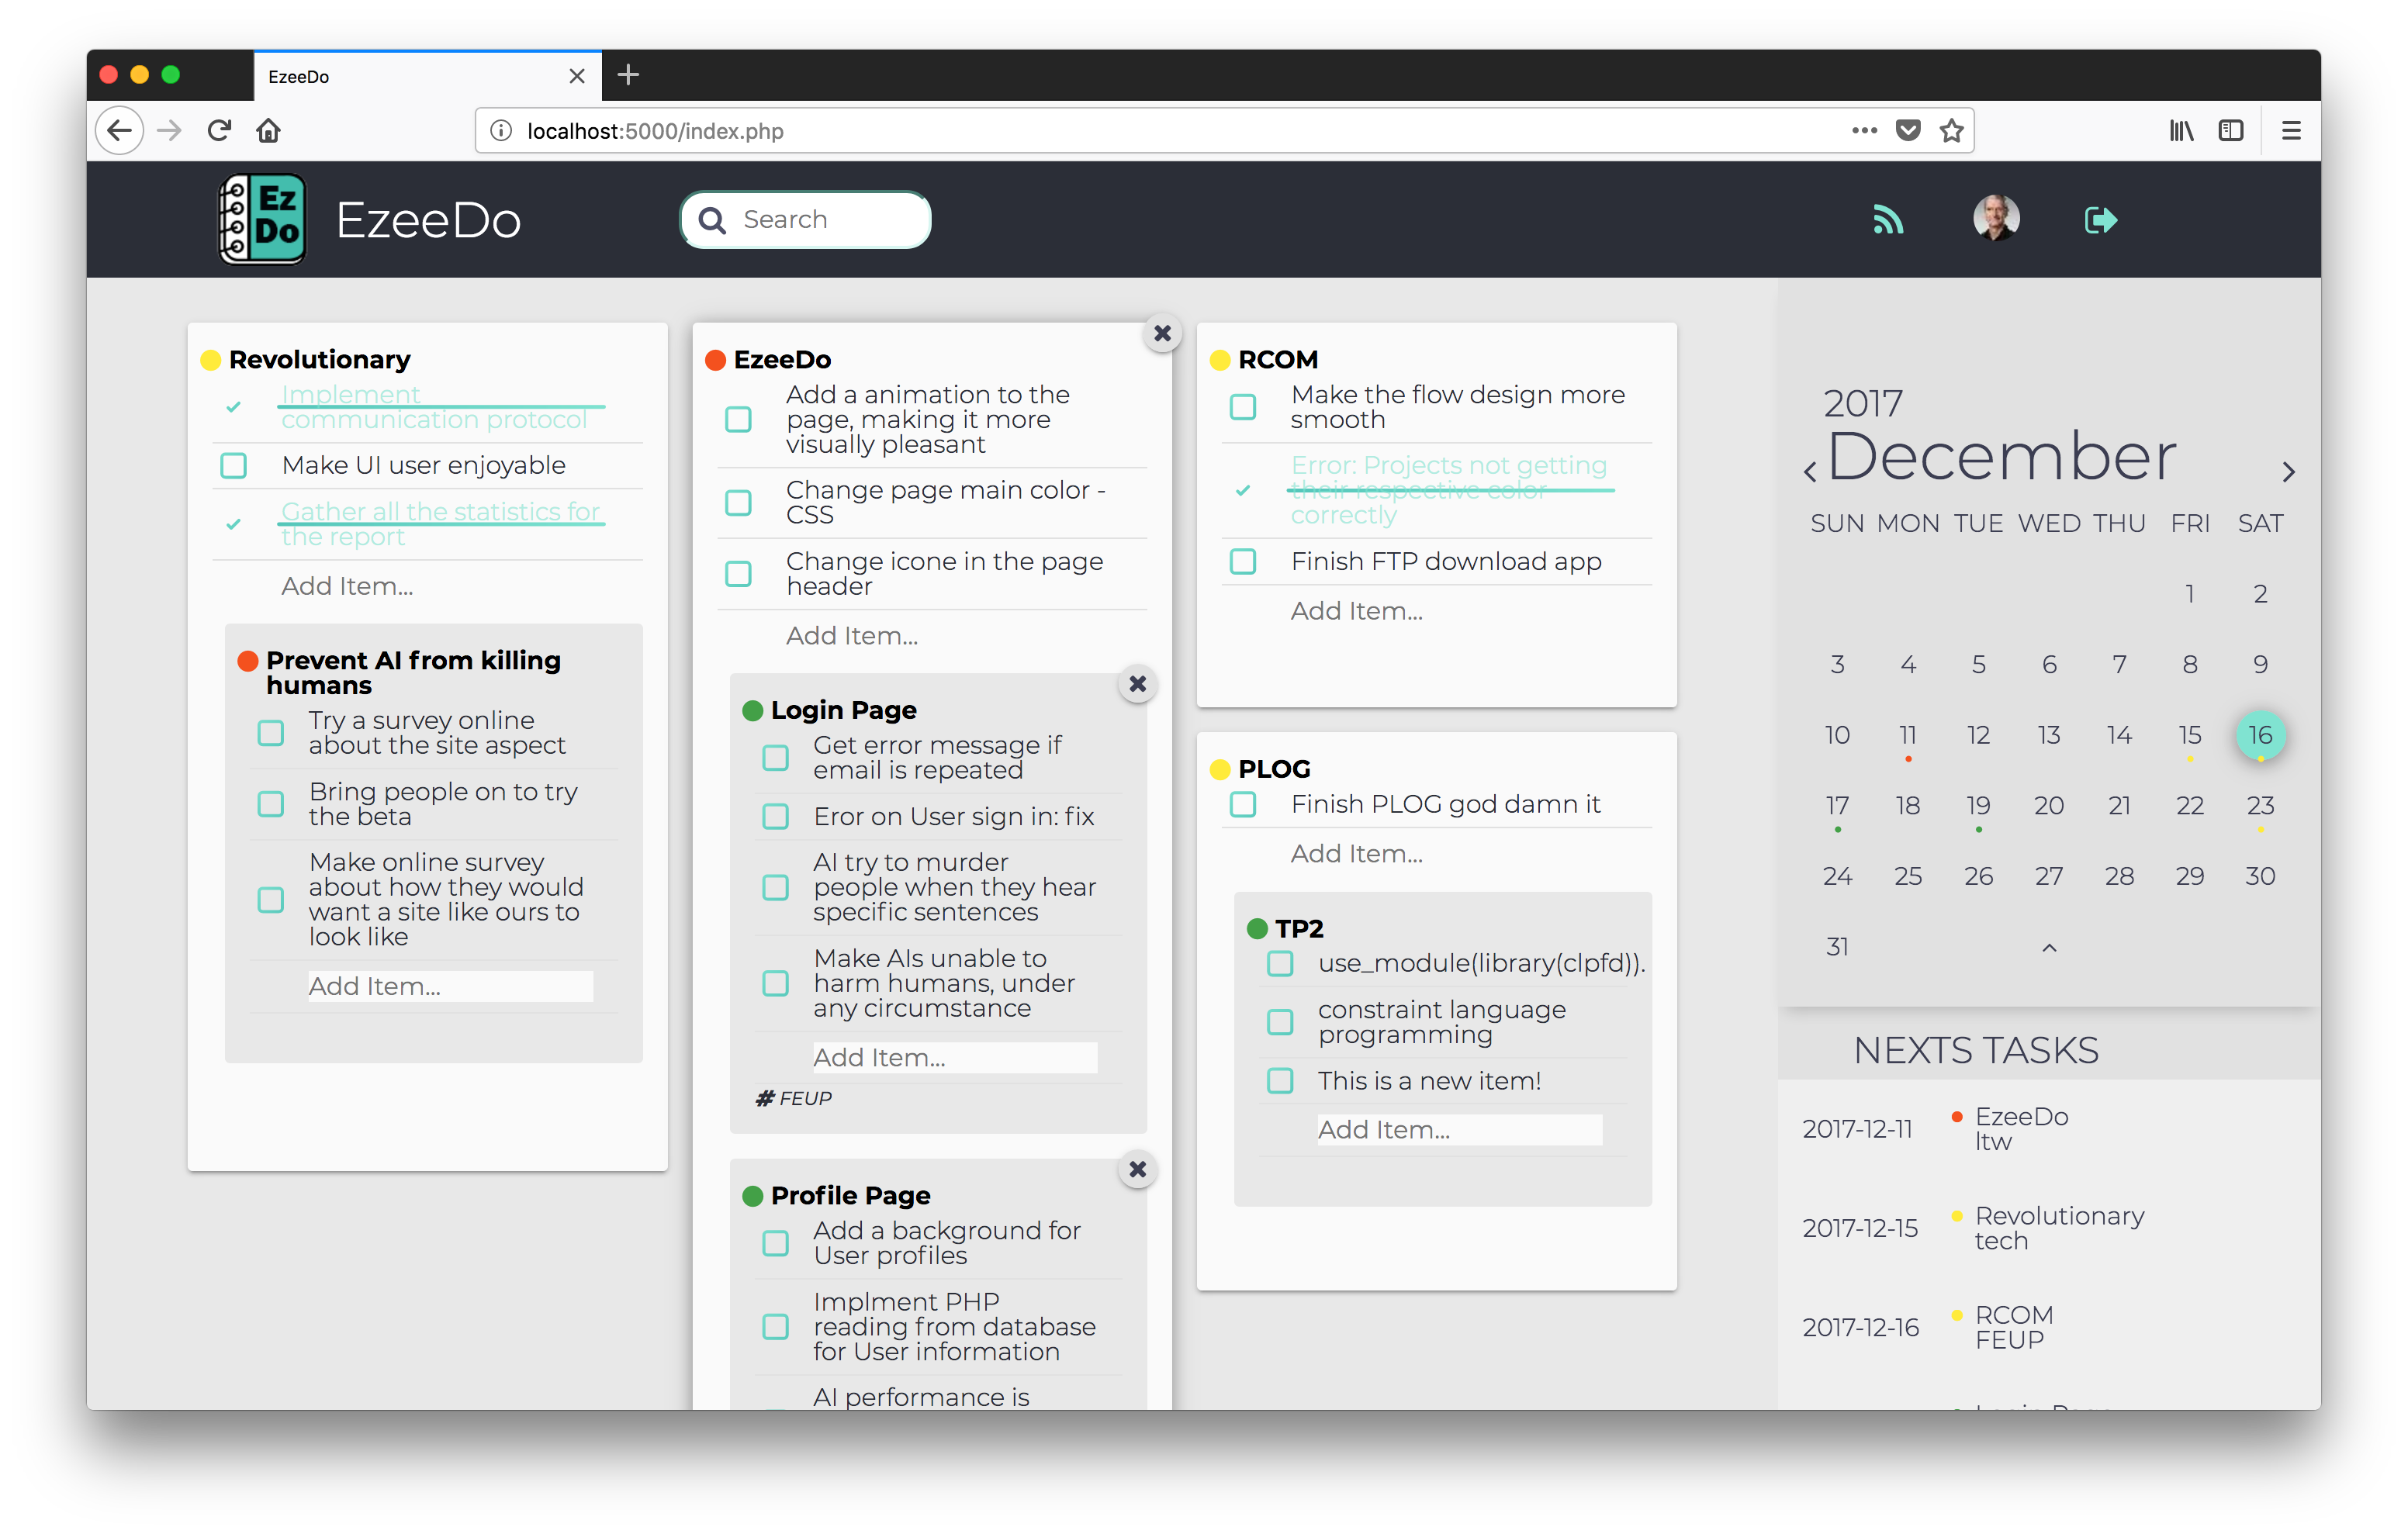 EzeeDo
localhost:5000/index.php
Ez
Do
EzeeDo
Search
Revolutionary
Implement
communication protocol
Make UI user enjoyable
Gather all the statistics for
the report
Add Item...
Prevent AI from killing
humans
Try a survey online
about the site aspect
Bring people on to try
the beta
Make online survey
about how they would
want a site like ours to
look like
Add Item...
EzeeDo
Add a animation to the
page, making it more
visually pleasant
Change page main color -
CSS
Change icone in the page
header
Add Item...
Login Page
Get error message if
email is repeated
Eror on User sign in: fix
AI try to murder
people when they hear
specific sentences
Make AIs unable to
harm humans, under
any circumstance
Add Item...
# FEUP
Profile Page
Add a background for
User profiles
Implment PHP
reading from database
for User information
AI performance is
RCOM
Make the flow design more
smooth
Error: Projects not getting
their respective color
correctly
Finish FTP download app
Add Item...
PLOG
Finish PLOG god damn it
Add Item...
TP2
use_module(library(clpfd)).
constraint language
programming
This is a new item!
Add Item...
2017
December
SUN MON TUE WED THU FRI SAT
1 2
3 4 5 6 7 8 9
10 11 12 13 14 15 16
17 18 19 20 21 22 23
24 25 26 27 28 29 30
31
NEXTS TASKS
2017-12-11
EzeeDo
ltw
2017-12-15
Revolutionary
tech
2017-12-16
RCOM
FEUP